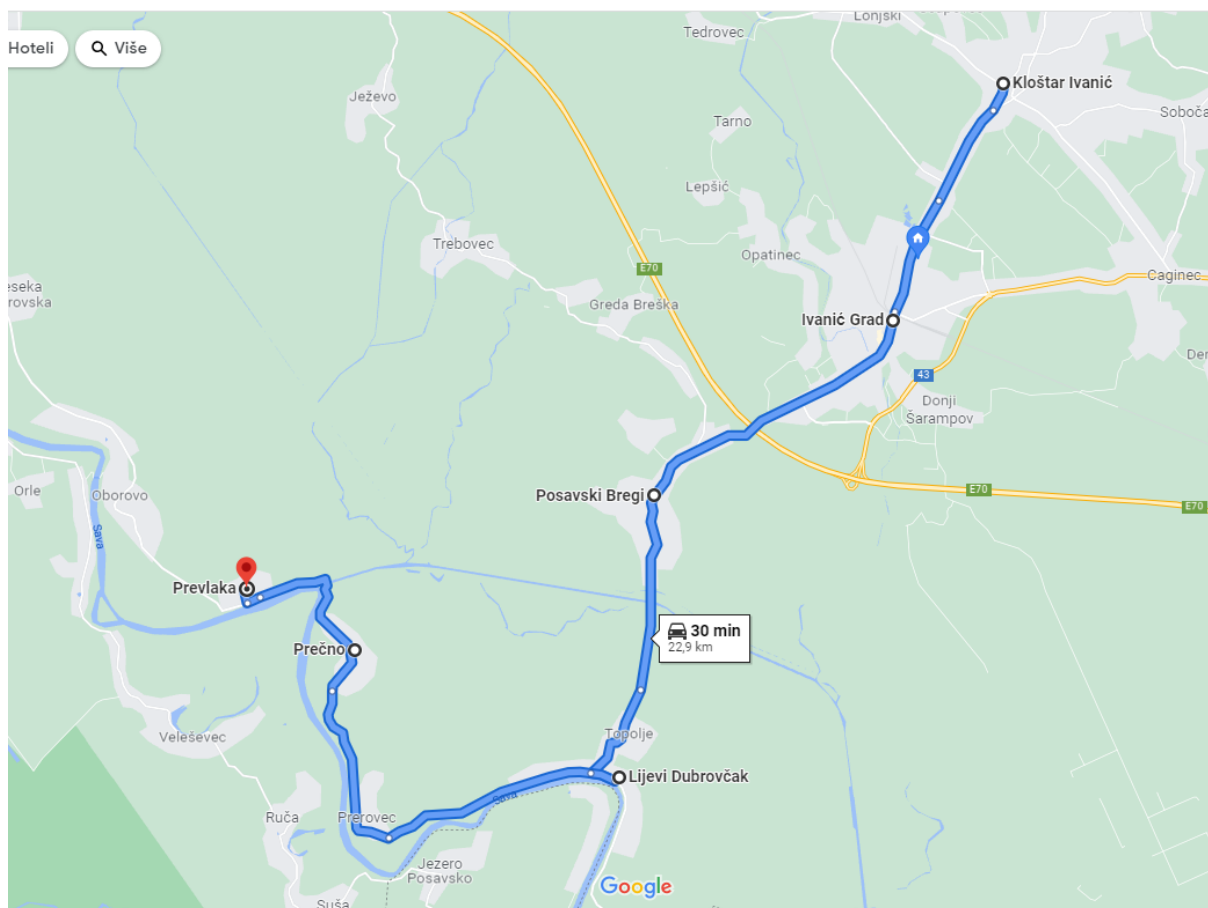 Hoteli
Više
Lonjski
Tedrovec
Kloštar Ivanić
Ježevo
Soboča
Tarno
Lepšić
Trebovec
Opatinec
E70
Caginec
eseka
rovska
Greda Breška
Ivanić Grad
Der
43
Donji
Šarampov
Orle
Oborovo
Posavski Bregi
E70
E70
Sava
Prevlaka
30 min
22,9 km
Prečno
Veleševec
Topolje
Lijevi Dubrovčak
Sava
Ruča
Prerovec
Jezero
Posavsko
Google
Suša